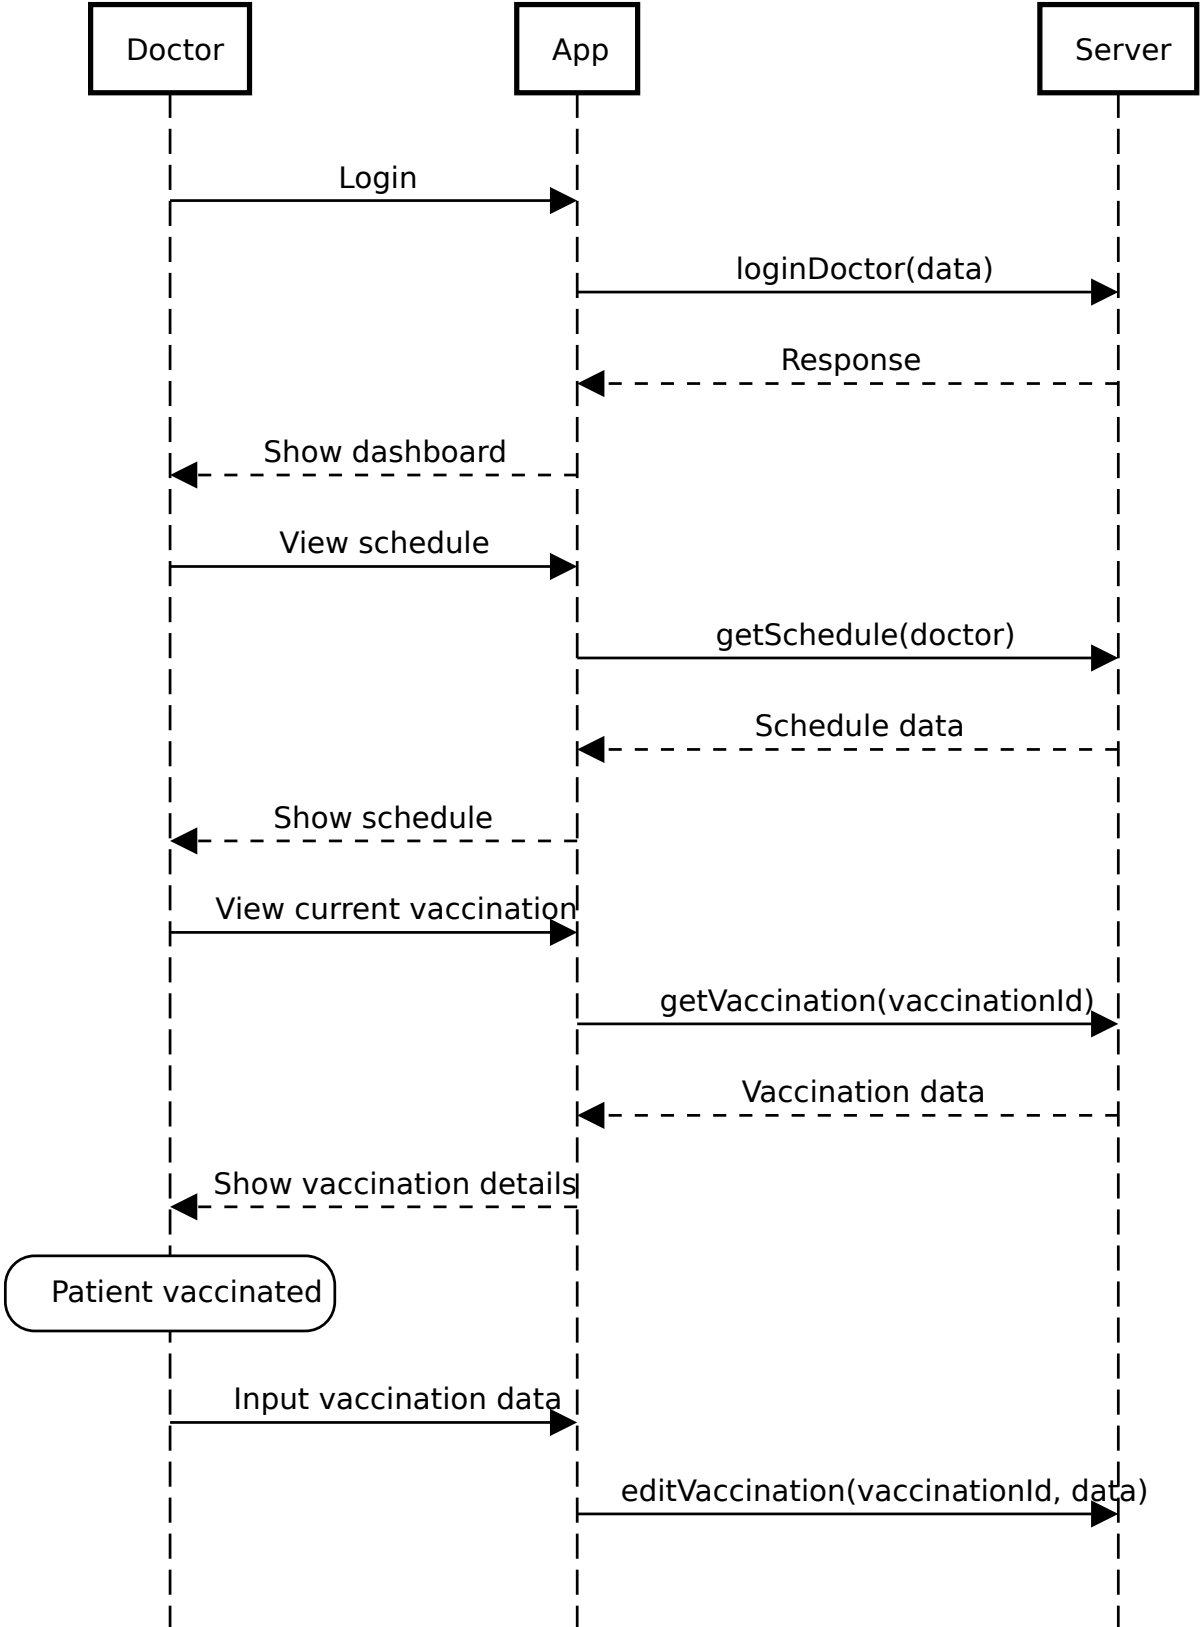 Doctor
App
Server
Login
loginDoctor(data)
Response
Show dashboard
View schedule
getSchedule(doctor)
Schedule data
Show schedule
View current vaccination
getVaccination(vaccinationId)
Vaccination data
Show vaccination details
Patient vaccinated
Input vaccination data
editVaccination(vaccinationId, data)